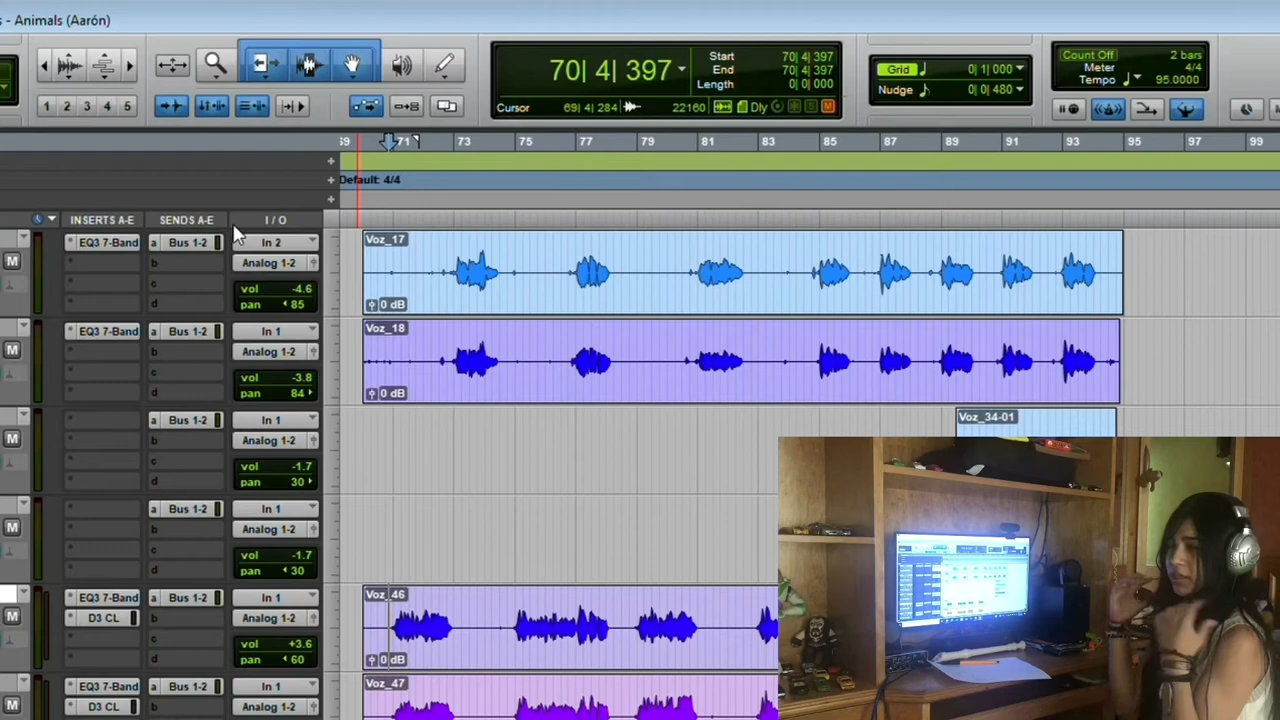 s - Animals (Aarón)
1 2 3 4 5
70| 4| 397
Start 70| 4| 397
End 70| 4| 397
Length 0| 0| 000
Cursor 69| 4| 284 22160 Dly S M
Grid 0| 1| 000
Nudge 0| 0| 480
Count Off 2 bars
Meter 4/4
Tempo 95.0000
69 71 73 75 77 79 81 83 85 87 89 91 93 95 97 99
Default: 4/4
INSERTS A-E SENDS A-E I / O
EQ3 7-Band a Bus 1-2 In 2 Voz_17
M b Analog 1-2
c vol -4.6
d pan 85 0 dB
EQ3 7-Band a Bus 1-2 In 1 Voz_18
M b Analog 1-2
c vol -3.8
d pan 84 0 dB
a Bus 1-2 In 1 Voz_34-01
M b Analog 1-2
c vol -1.7
d pan 30
a Bus 1-2 In 1
M b Analog 1-2
c vol -1.7
d pan 30
EQ3 7-Band a Bus 1-2 In 1 Voz_46
M D3 CL b Analog 1-2
c vol +3.6
d pan 60 0 dB
EQ3 7-Band a Bus 1-2 In 1 Voz_47
M D3 CL b Analog 1-2